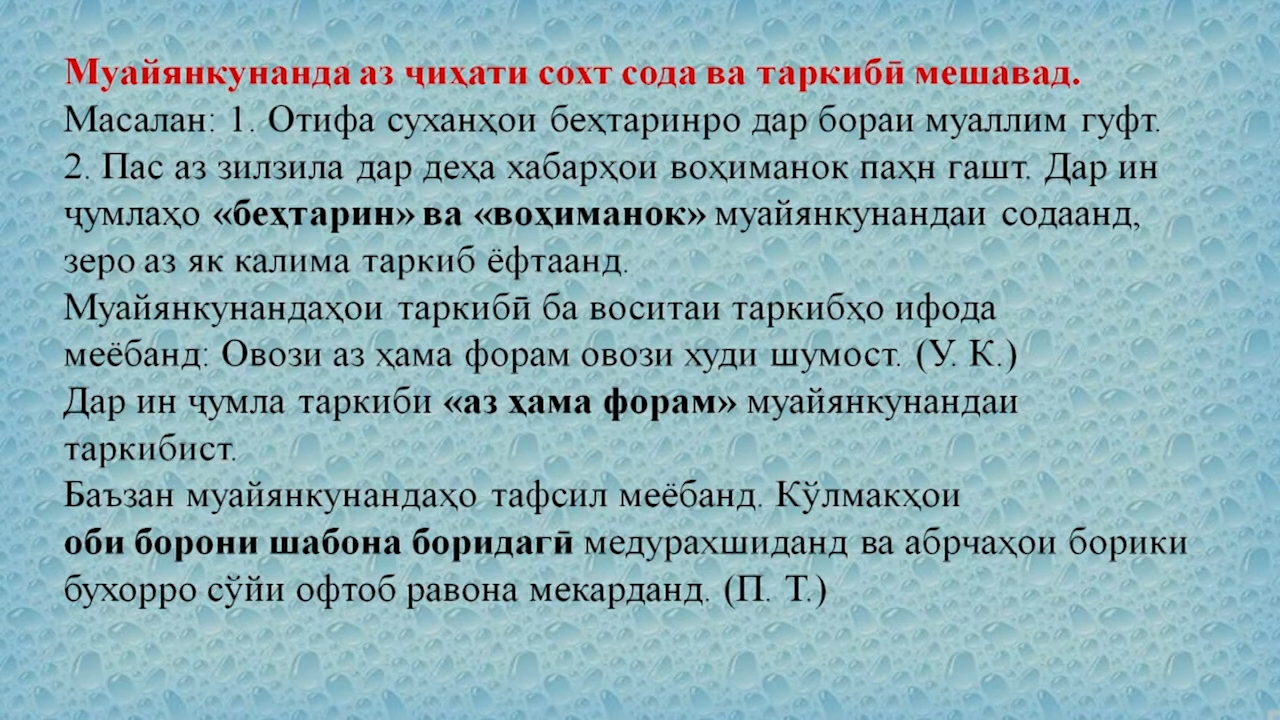 Муайянкунанда аз ҷиҳати сохт сода ва таркибӣ мешавад.
Масалан: 1. Отифа суханҳои беҳтаринро дар бораи муаллим гуфт.
2. Пас аз зилзила дар деҳа хабарҳои воҳиманок паҳн гашт. Дар ин
ҷумлаҳо «беҳтарин» ва «воҳиманок» муайянкунандаи содаанд,
зеро аз як калима таркиб ёфтаанд.
Муайянкунандаҳои таркибӣ ба воситаи таркибҳо ифода
меёбанд: Овози аз ҳама форам овози худи шумост. (У. К.)
Дар ин ҷумла таркиби «аз ҳама форам» муайянкунандаи
таркибист.
Баъзан муайянкунандаҳо тафсил меёбанд. Кӯлмакҳои
оби борони шабона боридагӣ медурахшиданд ва абрчаҳои борики
бухорро сӯйи офтоб равона мекарданд. (П. Т.)